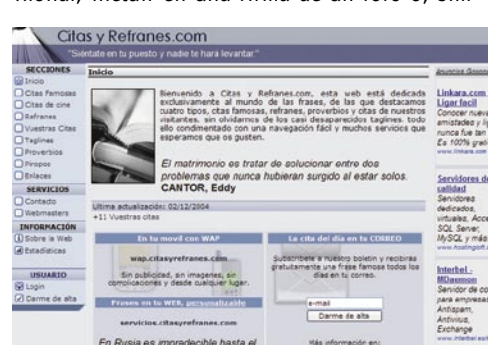 Citas y Refranes.com
"Siéntate en tu puesto y nadie te hará levantar."
SECCIONES
Inicio
Citas Famosas
Citas de cine
Refranes
Vuestras Citas
Taglines
Proverbios
Piropos
Enlaces
SERVICIOS
Contacto
Webmasters
INFORMACIÓN
Sobre la Web
Estadísticas
USUARIO
Login
Darme de alta
Inicio
Bienvenido a Citas y Refranes.com, esta web está dedicada
exclusivamente al mundo de las frases, de las que destacamos
cuatro tipos, citas famosas, refranes, proverbios y citas de nuestros
visitantes, sin olvidarnos de los casi desaparecidos taglines, todo
ello condimentado con una navegación fácil y muchos servicios que
esperamos que os gusten.
El matrimonio es tratar de solucionar entre dos
problemas que nunca hubieran surgido al estar solos.
CANTOR, Eddy
Ultima actualización: 02/12/2004
+11 Vuestras citas
En tu movil con WAP
wap.citasyrefranes.com
Sin publicidad, sin imagenes, sin
complicaciones y desde cualquier lugar.
Frases en tu WEB, personalizable
servicios.citasyrefranes.com
En Rusia es impredecible hasta el
La cita del dia en tu CORREO
Subscribete a nuestro boletin y recibiras
gratuitamente una frase famosa todos los
dias en tu correo.
e-mail
Darme de alta
Más información en:
Anuncios
Linkara.com
Ligar facil
Conocer
amistades y
nunca fue tan
Es 100%
www.linkara.com
Servidores
calidad
Servidores
dedicados,
virtuales,
SQL Server,
MySQL y más
Interbel -
MDaemon
Servidor de
para empresas
Antispam,
Antivirus,
Exchange